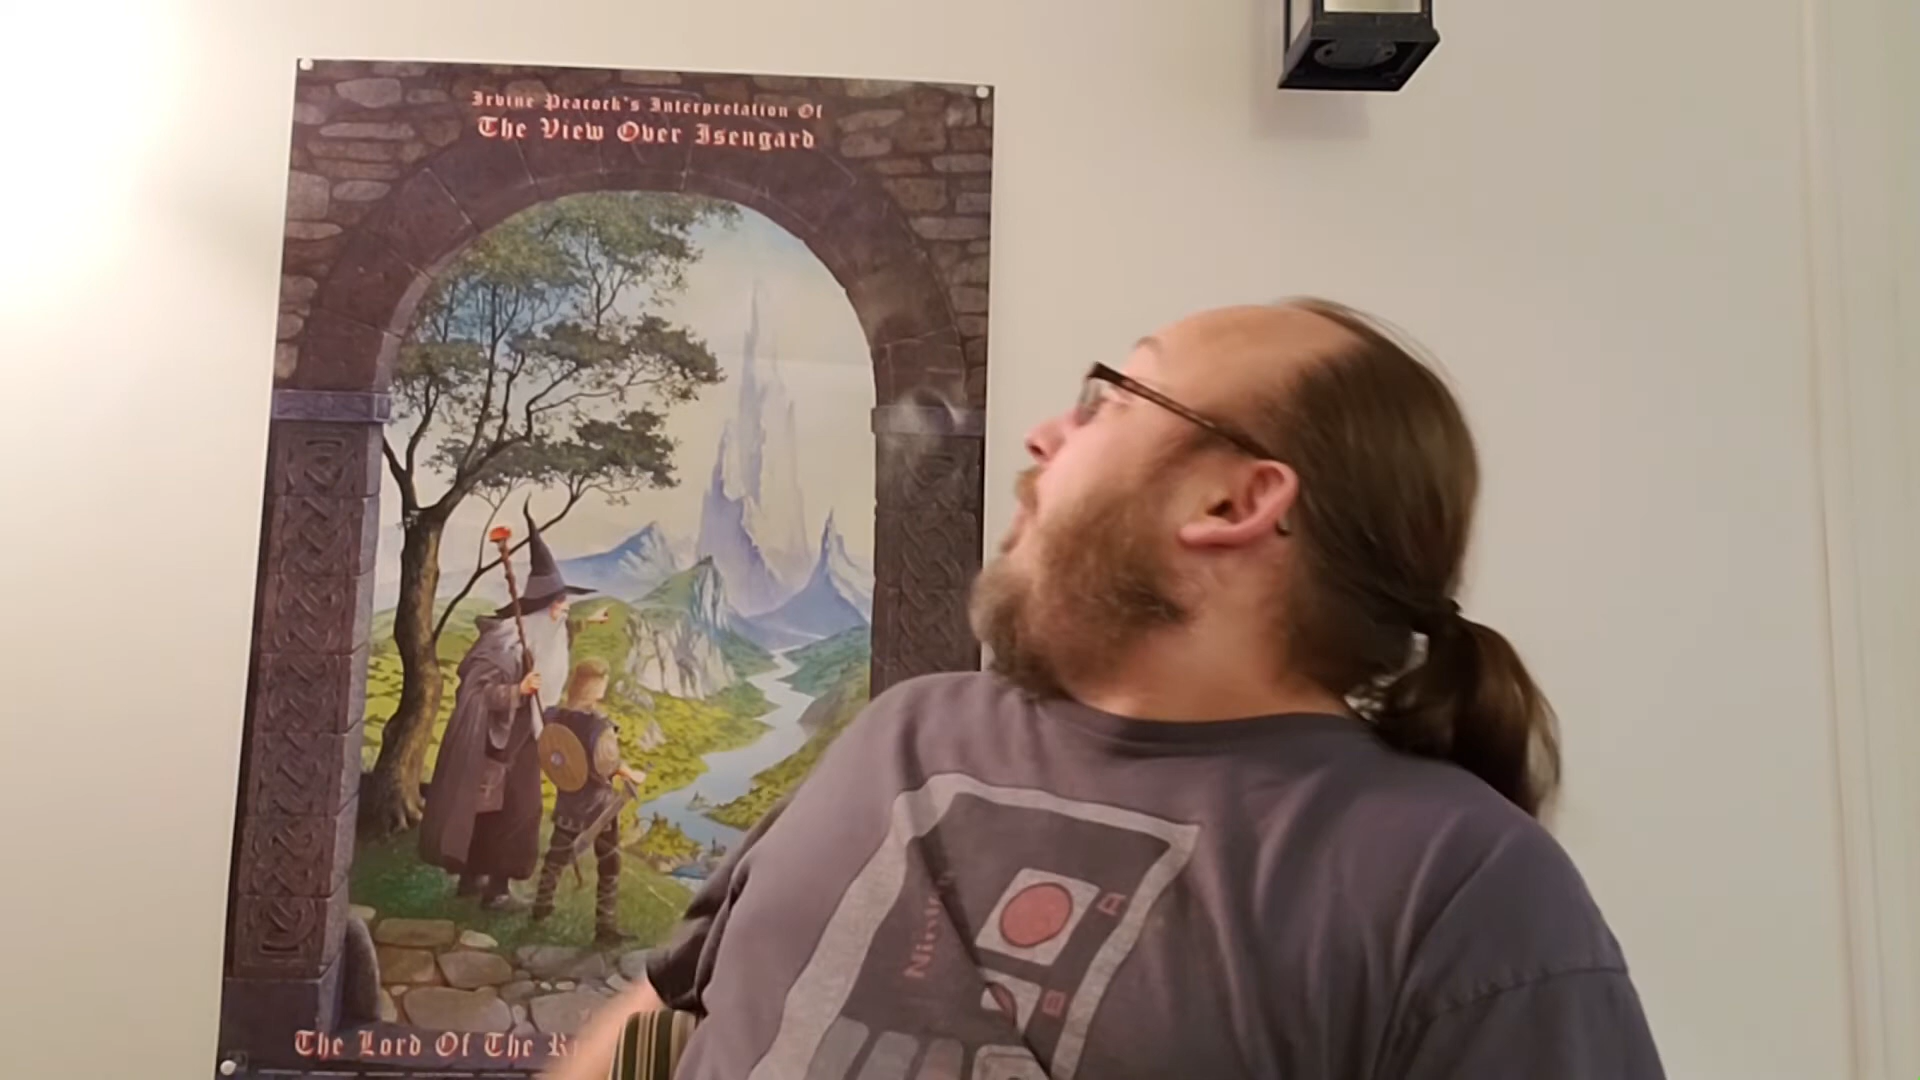 Irvine Peacock's Interpretation Of
The View Over Isengard
The Lord Of The
A
B